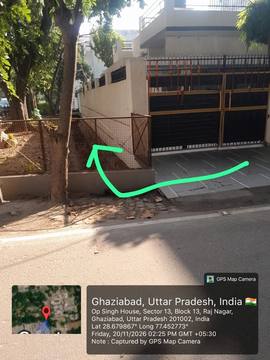 GPS Map Camera
Ghaziabad, Uttar Pradesh, India 🇮🇳
Op Singh House, Sector 13, Block 13, Raj Nagar,
Ghaziabad, Uttar Pradesh 201002, India
Lat 28.679867° Long 77.452773°
Friday, 20/11/2026 02:25 PM GMT +05:30
Note : Captured by GPS Map Camera